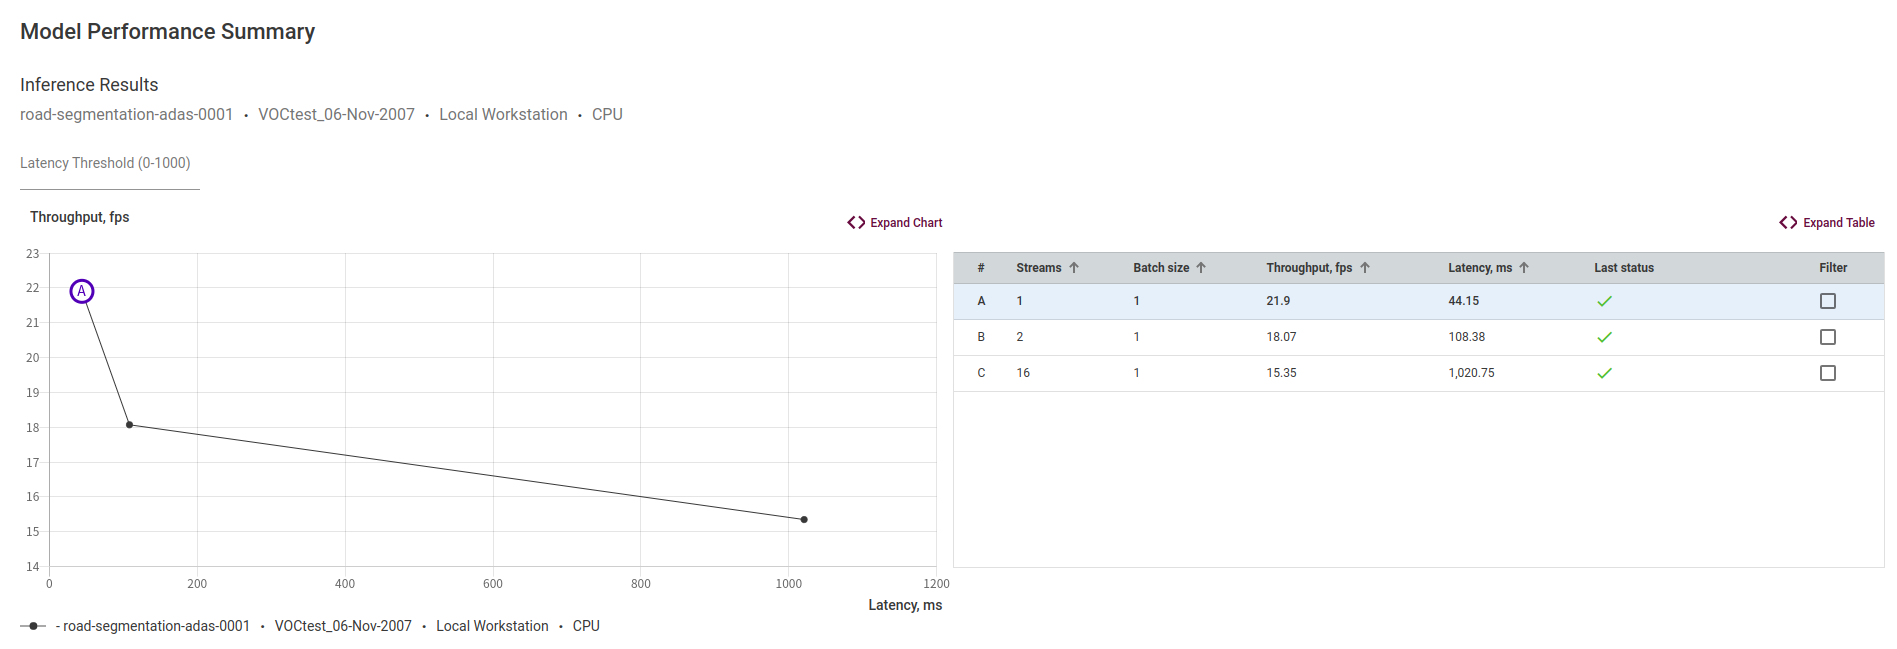 Model Performance Summary
Inference Results
road-segmentation-adas-0001 • VOCtest_06-Nov-2007 • Local Workstation • CPU
Latency Threshold (0-1000)
Throughput, fps
Expand Chart
23
22
21
20
19
18
17
16
15
14
A
0 200 400 600 800 1000 1200
Latency, ms
- road-segmentation-adas-0001 • VOCtest_06-Nov-2007 • Local Workstation • CPU
Expand Table
# Streams Batch size Throughput, fps Latency, ms Last status Filter
A 1 1 21.9 44.15
B 2 1 18.07 108.38
C 16 1 15.35 1,020.75